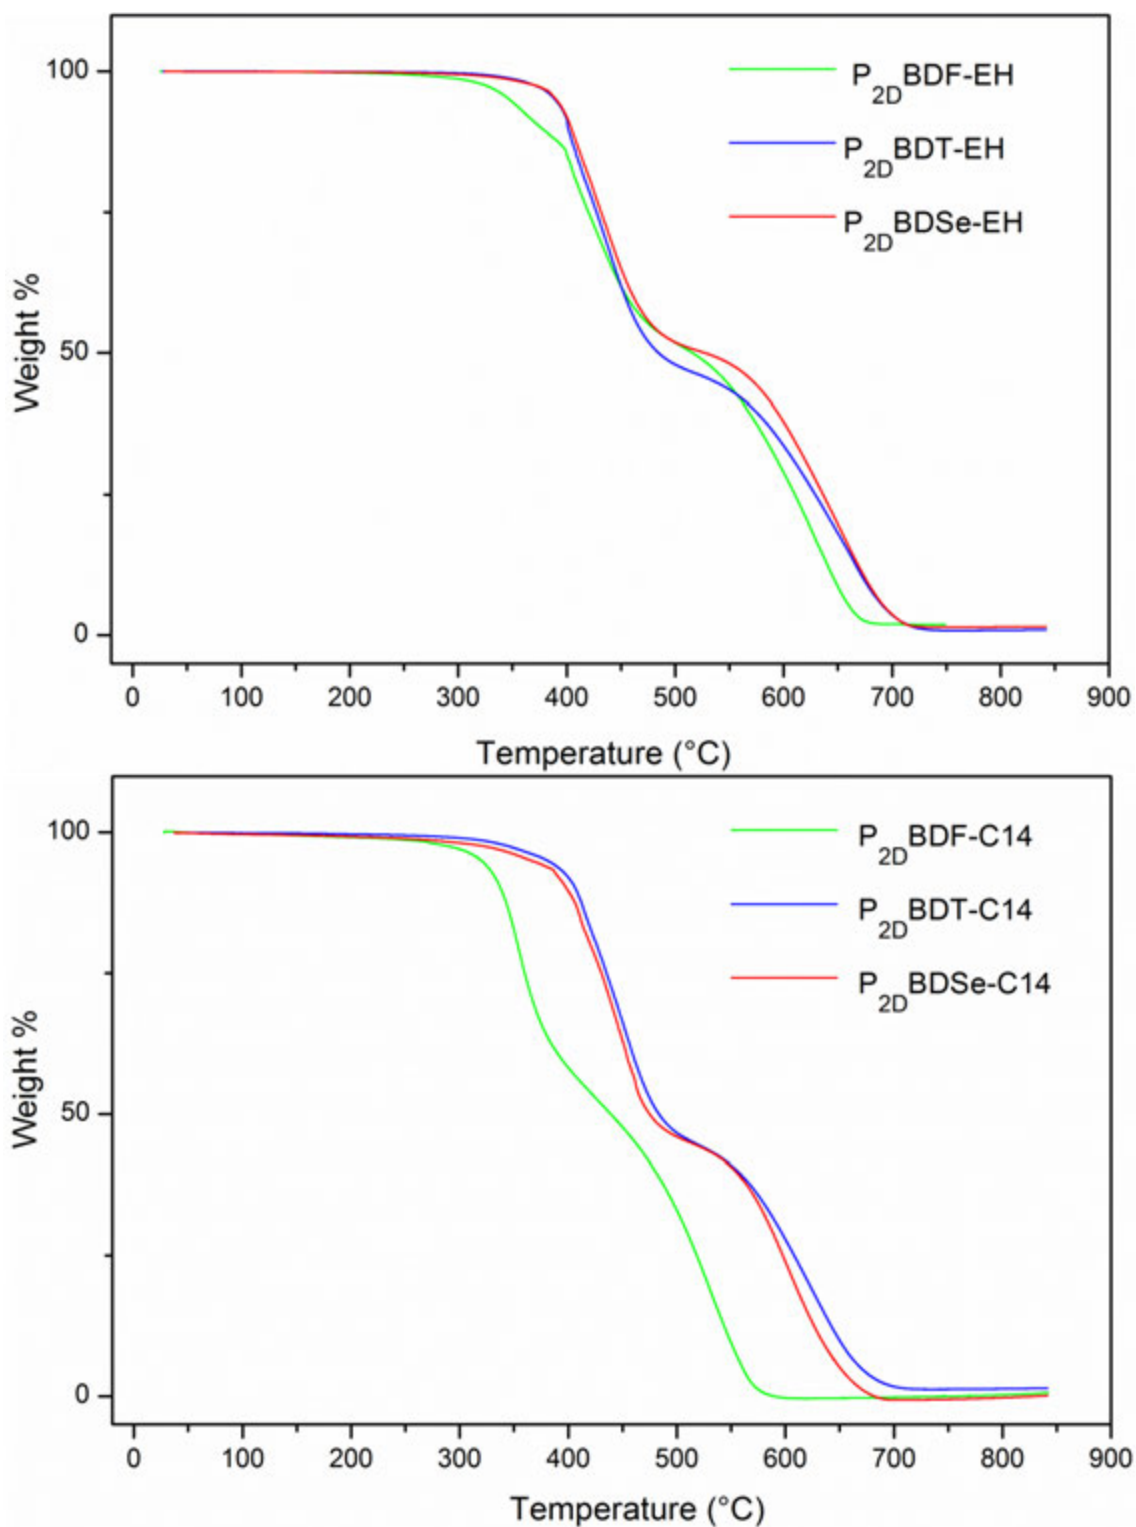 100
50
0
Weight %
P2DBDF-EH
P2DBDT-EH
P2DBDSe-EH
0 100 200 300 400 500 600 700 800 900
Temperature (°C)
100
50
0
Weight %
P2DBDF-C14
P2DBDT-C14
P2DBDSe-C14
0 100 200 300 400 500 600 700 800 900
Temperature (°C)